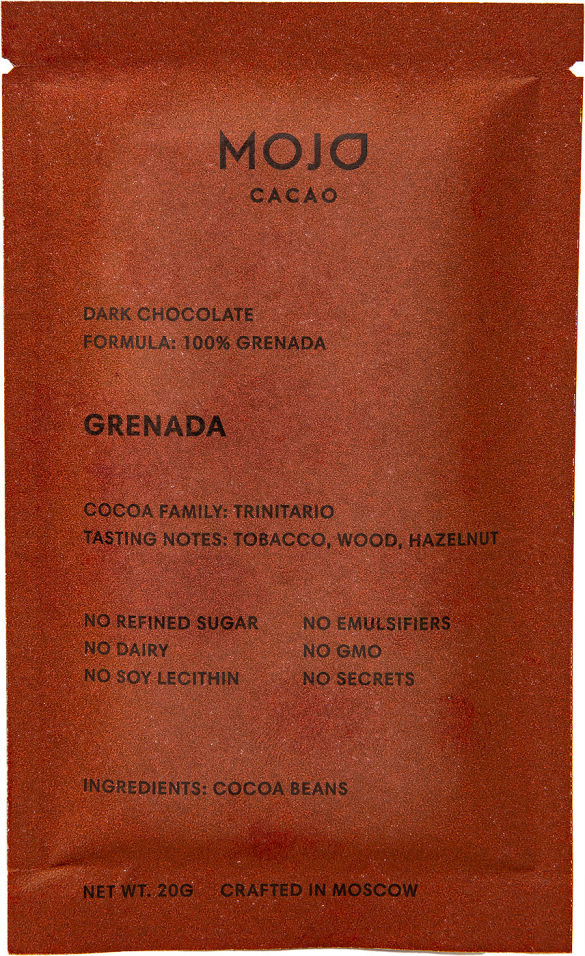 MOJO
CACAO
DARK CHOCOLATE
FORMULA: 100% GRENADA
GRENADA
COCOA FAMILY: TRINITARIO
TASTING NOTES: TOBACCO, WOOD, HAZELNUT
NO REFINED SUGAR NO EMULSIFIERS
NO DAIRY NO GMO
NO SOY LECITHIN NO SECRETS
INGREDIENTS: COCOA BEANS
NET WT. 20G CRAFTED IN MOSCOW